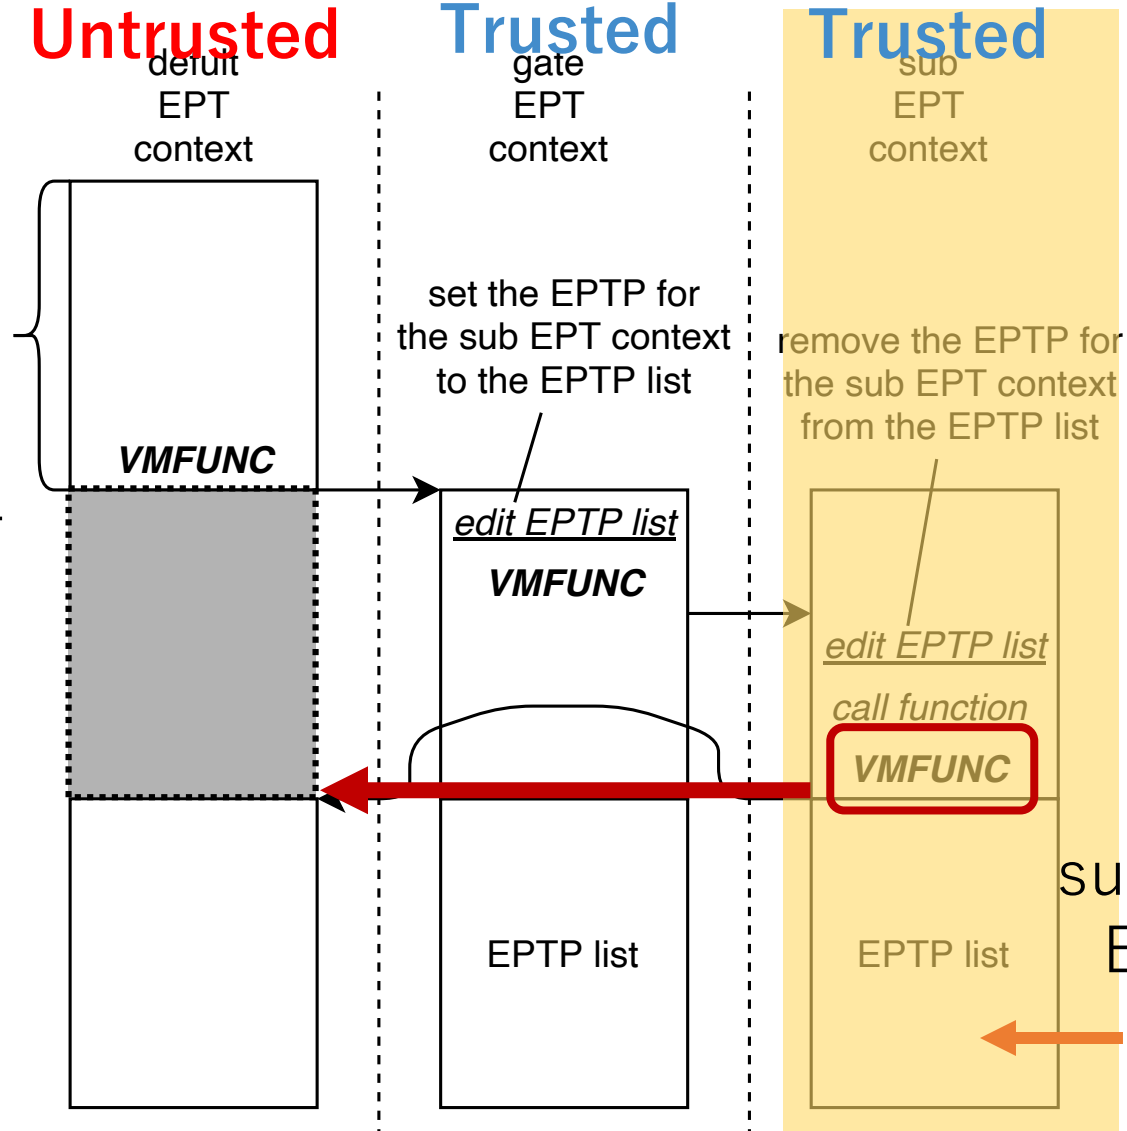 Untrusted
defult
EPT
context
Trusted
gate
EPT
context
Trusted
sub
EPT
context
set the EPTP for
the sub EPT context
to the EPTP list
remove the EPTP for
the sub EPT context
from the EPTP list
VMFUNC
edit EPTP list
VMFUNC
edit EPTP list
call function
VMFUNC
su
E
EPTP list
EPTP list